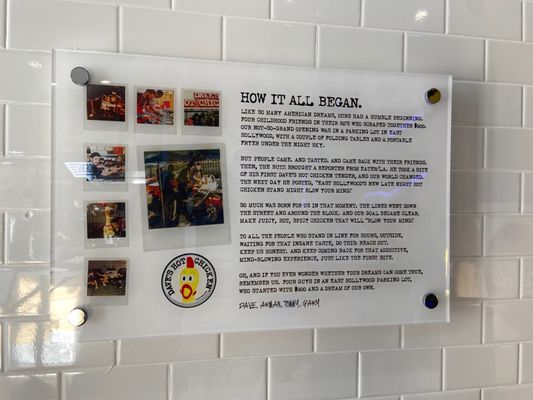 HOW IT ALL BEGAN.
LIKE SO MANY AMERICAN DREAMS, OURS HAD A HUMBLE BEGINNING.
FOUR CHILDHOOD FRIENDS IN THEIR 20'S WHO SCRAPED TOGETHER $900.
OUR NOT-SO-GRAND OPENING WAS IN A PARKING LOT IN EAST
HOLLYWOOD, WITH A COUPLE OF FOLDING TABLES AND A PORTABLE
FRYER UNDER THE NIGHT SKY.
BUT PEOPLE CAME. AND TASTED. AND CAME BACK WITH THEIR FRIENDS.
THEN, THE BUZZ BROUGHT A REPORTER FROM EATER/LA. HE TOOK A BITE
OF HIS FIRST DAVE'S HOT CHICKEN TENDER, AND OUR WORLD CHANGED.
THE NEXT DAY HE POSTED, "EAST HOLLYWOOD'S NEW LATE NIGHT HOT
CHICKEN STAND MIGHT BLOW YOUR MIND."
SO MUCH WAS BORN FOR US IN THAT MOMENT. THE LINES WENT DOWN
THE STREET AND AROUND THE BLOCK. AND OUR GOAL BECAME CLEAR.
MAKE JUICY, HOT, SPICY CHICKEN THAT WILL "BLOW YOUR MIND."
TO ALL THE PEOPLE WHO STAND IN LINE FOR HOURS, OUTSIDE,
WAITING FOR THAT INSANE TASTE, DO THIS: REACH OUT.
KEEP US HONEST. AND KEEP COMING BACK FOR THAT ADDICTIVE,
MIND-BLOWING EXPERIENCE, JUST LIKE THE FIRST BITE.
OH, AND IF YOU EVER WONDER WHETHER YOUR DREAMS CAN COME TRUE,
REMEMBER US. FOUR GUYS IN AN EAST HOLLYWOOD PARKING LOT,
WHO STARTED WITH $900 AND A DREAM OF OUR OWN.
DAVE, ARMAN, TOMMY, GARY
DAVE'S HOT CHICKEN
DAVE'S
HOT CHIC